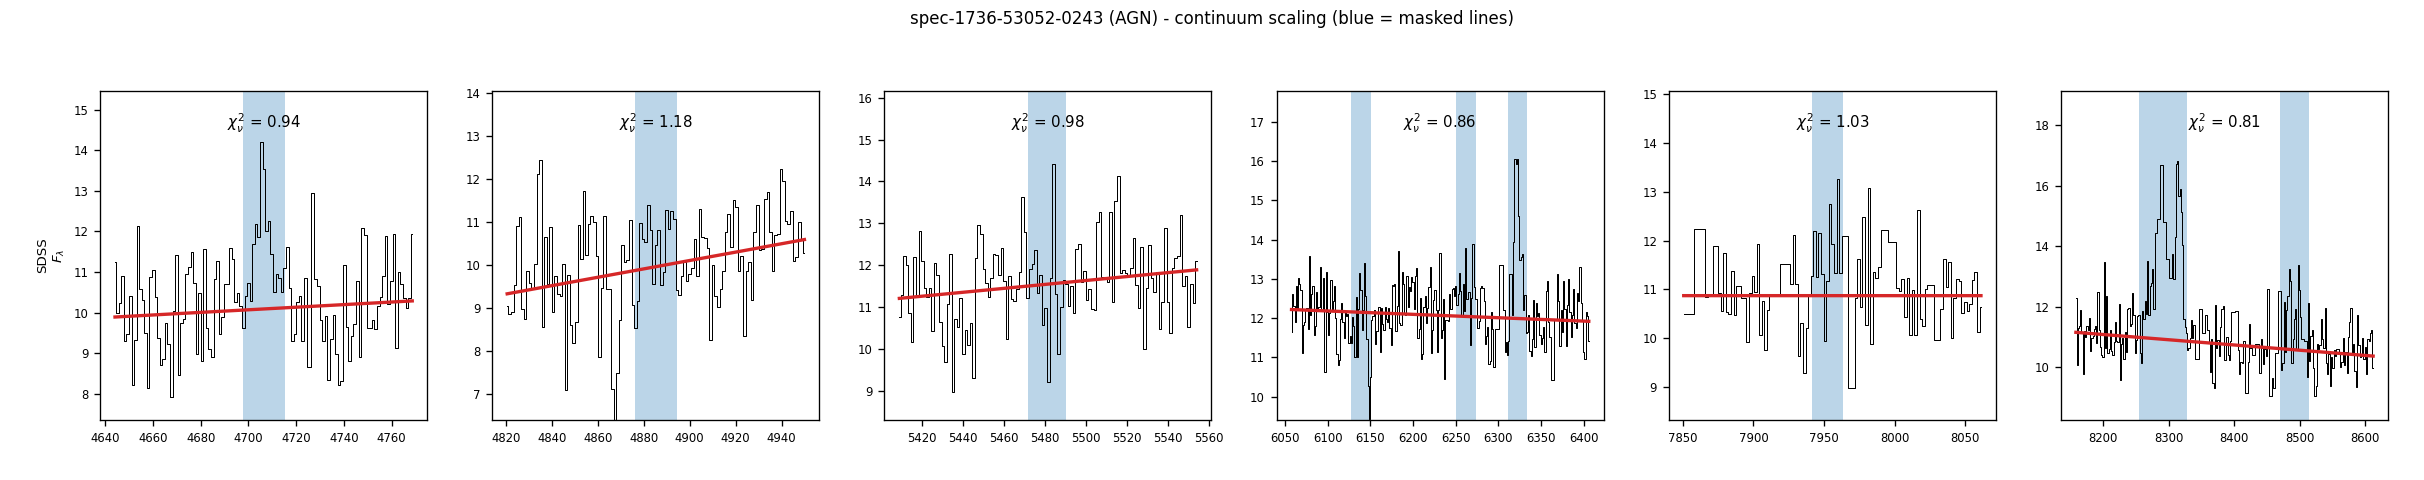 spec-1736-53052-0243 (AGN) - continuum scaling (blue = masked lines)
SDSS
Fλ
χ²ν = 0.94
15
14
13
12
11
10
9
8
4640 4660 4680 4700 4720 4740 4760
χ²ν = 1.18
14
13
12
11
10
9
8
7
4820 4840 4860 4880 4900 4920 4940
χ²ν = 0.98
16
15
14
13
12
11
10
9
5420 5440 5460 5480 5500 5520 5540 5560
χ²ν = 0.86
17
16
15
14
13
12
11
10
6050 6100 6150 6200 6250 6300 6350 6400
χ²ν = 1.03
15
14
13
12
11
10
9
7850 7900 7950 8000 8050
χ²ν = 0.81
18
16
14
12
10
8200 8300 8400 8500 8600